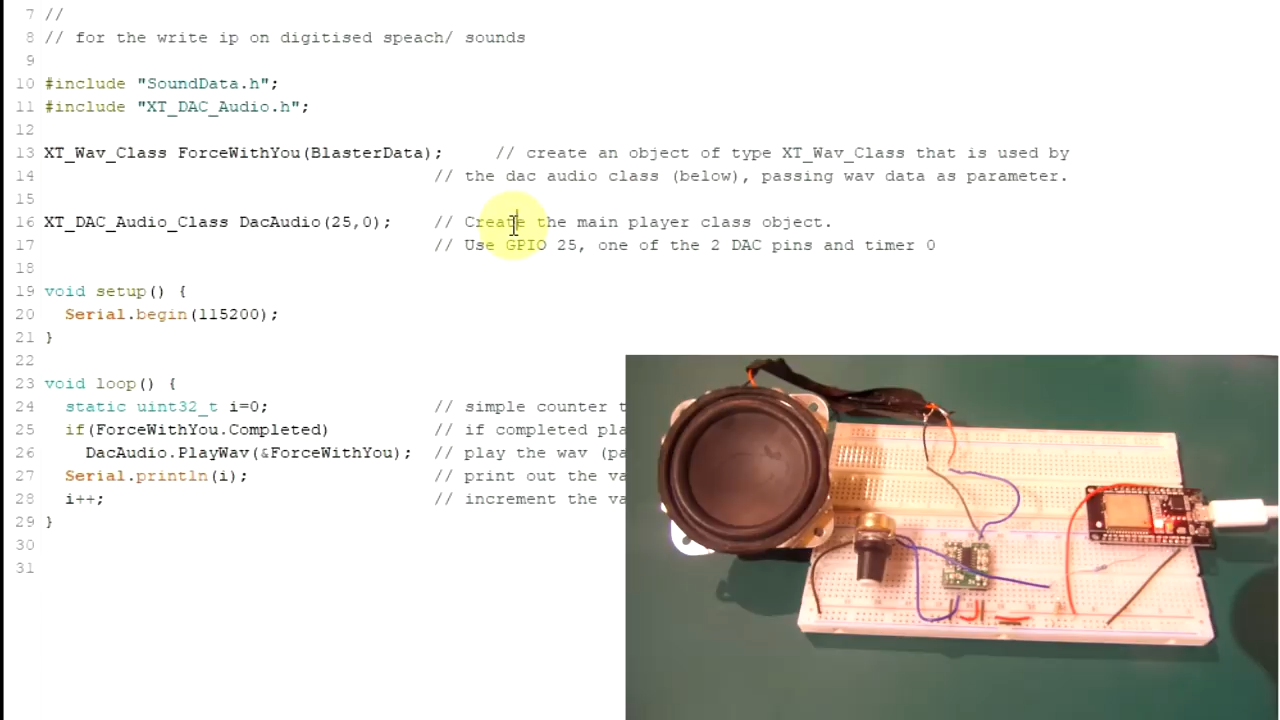 7 //
8 // for the write ip on digitised speach/ sounds
9
10 #include "SoundData.h";
11 #include "XT_DAC_Audio.h";
12
13 XT_Wav_Class ForceWithYou(BlasterData); // create an object of type XT_Wav_Class that is used by
14 // the dac audio class (below), passing wav data as parameter.
15
16 XT_DAC_Audio_Class DacAudio(25,0); // Create the main player class object.
17 // Use GPIO 25, one of the 2 DAC pins and timer 0
18
19 void setup() {
20 Serial.begin(115200);
21 }
22
23 void loop() {
24 static uint32_t i=0; // simple counter t
25 if(ForceWithYou.Completed) // if completed pla
26 DacAudio.PlayWav(&ForceWithYou); // play the wav (pa
27 Serial.println(i); // print out the va
28 i++; // increment the va
29 }
30
31